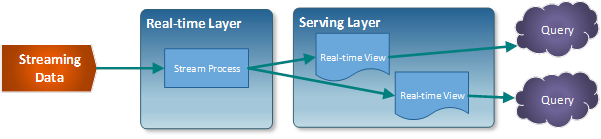 Real-time Layer
Serving Layer
Streaming
Data
Stream Process
Real-time View
Real-time View
Query
Query